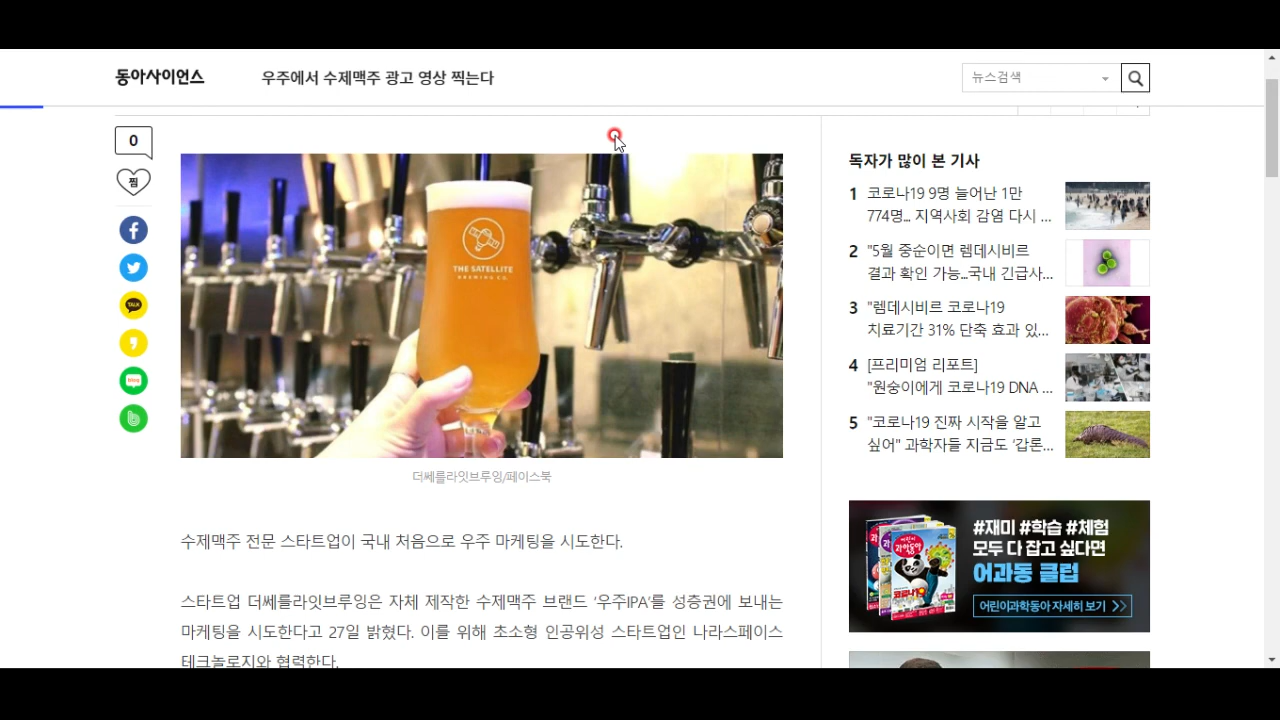 동아사이언스
우주에서 수제맥주 광고 영상 찍는다
뉴스검색
0
찜
TALK
blog
THE SATELLITE
BREWING CO.
더쎄를라잇브루잉/페이스북
수제맥주 전문 스타트업이 국내 처음으로 우주 마케팅을 시도한다.
스타트업 더쎄를라잇브루잉은 자체 제작한 수제맥주 브랜드 ‘우주IPA’를 성층권에 보내는
마케팅을 시도한다고 27일 밝혔다. 이를 위해 초소형 인공위성 스타트업인 나라스페이스
테크놀로지와 협력한다.
독자가 많이 본 기사
1 코로나19 9명 늘어난 1만
774명... 지역사회 감염 다시 ...
2 "5월 중순이면 렘데시비르
결과 확인 가능...국내 긴급사...
3 "렘데시비르 코로나19
치료기간 31% 단축 효과 있...
4 [프리미엄 리포트]
"원숭이에게 코로나19 DNA ...
5 "코로나19 진짜 시작을 알고
싶어" 과학자들 지금도 ‘갑론...
#재미 #학습 #체험
모두 다 잡고 싶다면
어과동 클럽
어린이과학동아 자세히 보기